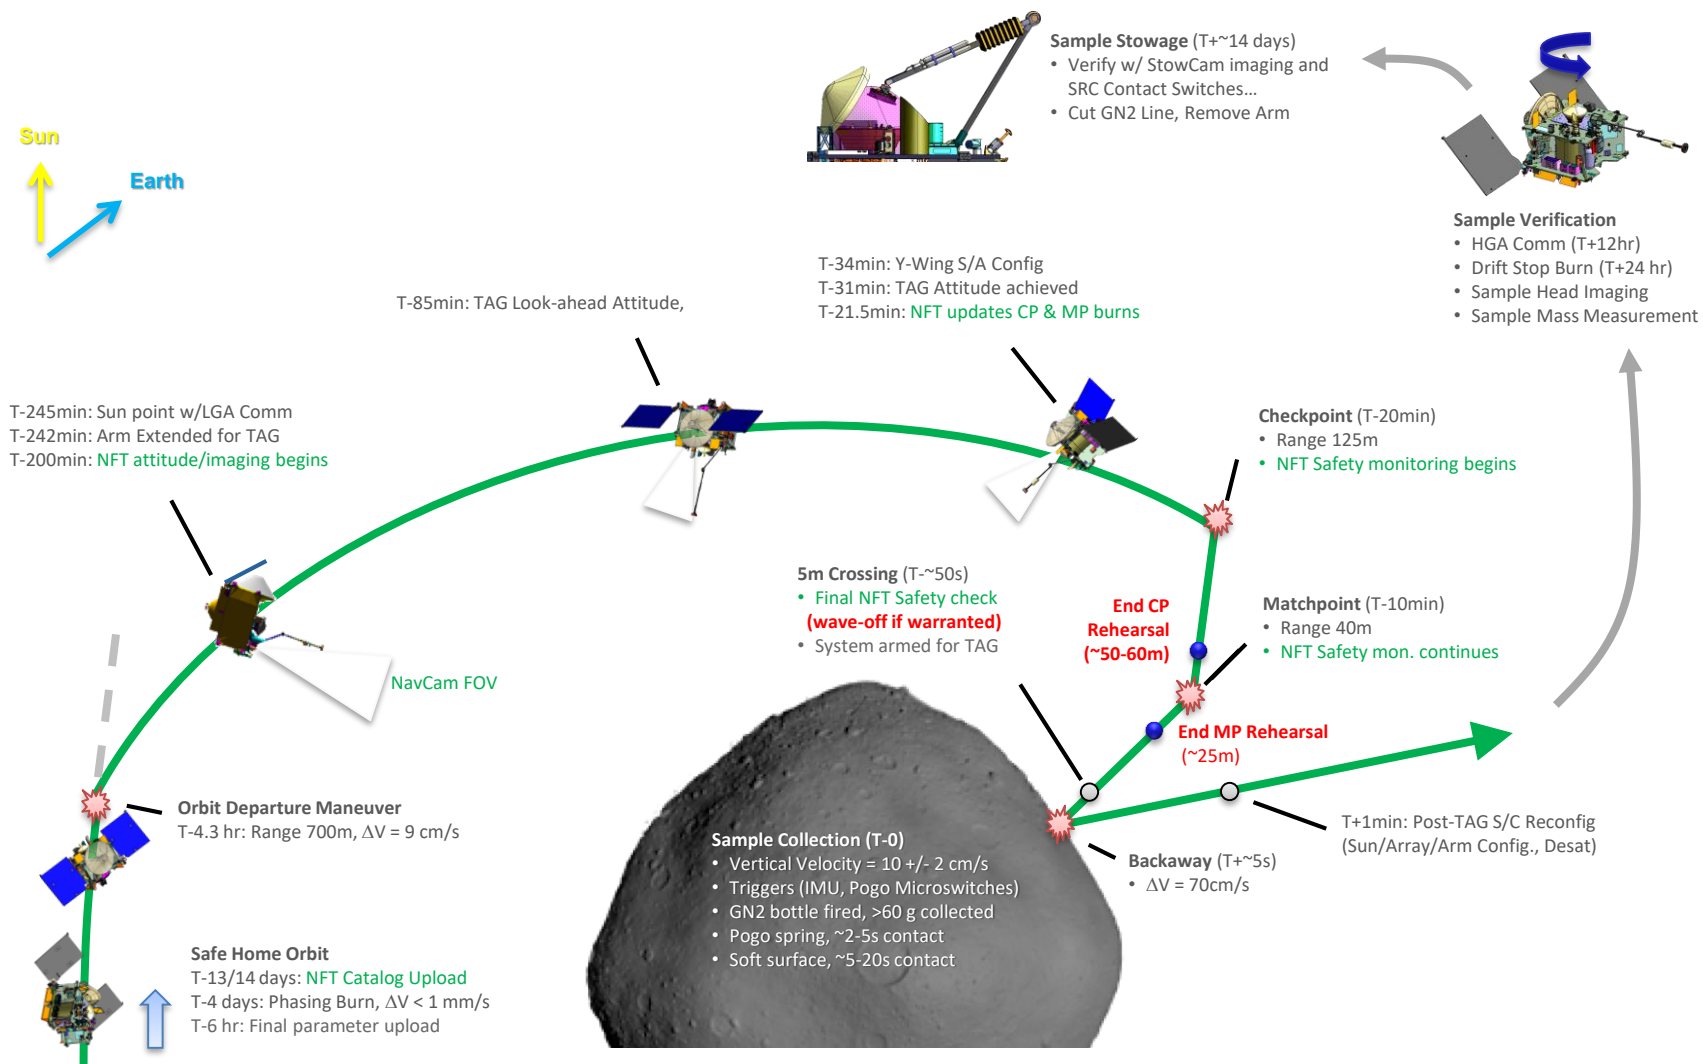 Sun
Earth
Sample Stowage (T+~14 days)
• Verify w/ StowCam imaging and
SRC Contact Switches...
• Cut GN2 Line, Remove Arm
Sample Verification
• HGA Comm (T+12hr)
• Drift Stop Burn (T+24 hr)
• Sample Head Imaging
• Sample Mass Measurement
T-34min: Y-Wing S/A Config
T-31min: TAG Attitude achieved
T-21.5min: NFT updates CP & MP burns
T-85min: TAG Look-ahead Attitude,
T-245min: Sun point w/LGA Comm
T-242min: Arm Extended for TAG
T-200min: NFT attitude/imaging begins
Checkpoint (T-20min)
• Range 125m
• NFT Safety monitoring begins
5m Crossing (T-~50s)
• Final NFT Safety check
(wave-off if warranted)
• System armed for TAG
End CP
Rehearsal
(~50-60m)
Matchpoint (T-10min)
• Range 40m
• NFT Safety mon. continues
NavCam FOV
End MP Rehearsal
(~25m)
Orbit Departure Maneuver
T-4.3 hr: Range 700m, ΔV = 9 cm/s
Sample Collection (T-0)
• Vertical Velocity = 10 +/- 2 cm/s
• Triggers (IMU, Pogo Microswitches)
• GN2 bottle fired, >60 g collected
• Pogo spring, ~2-5s contact
• Soft surface, ~5-20s contact
Backaway (T+~5s)
• ΔV = 70cm/s
T+1min: Post-TAG S/C Reconfig
(Sun/Array/Arm Config., Desat)
Safe Home Orbit
T-13/14 days: NFT Catalog Upload
T-4 days: Phasing Burn, ΔV < 1 mm/s
T-6 hr: Final parameter upload